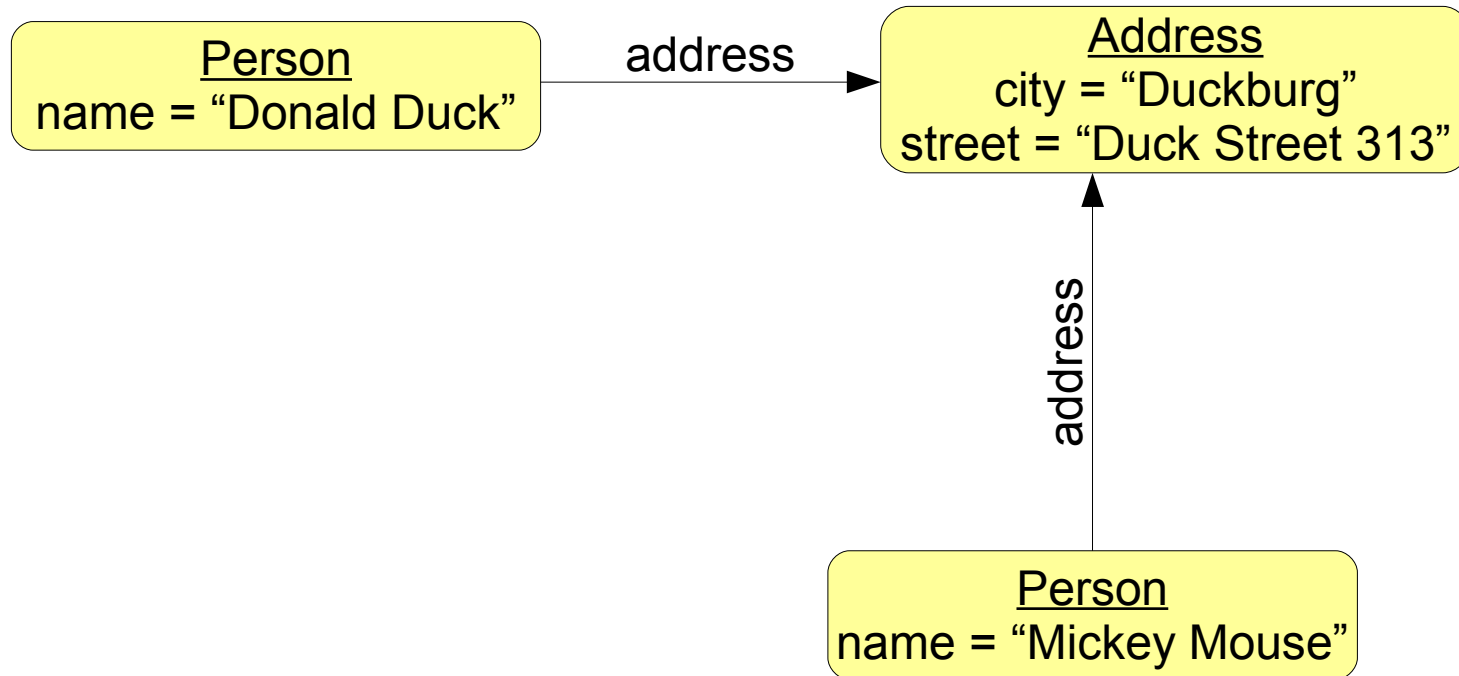 Person
name = “Donald Duck”
address
Address
city = “Duckburg”
street = “Duck Street 313”
address
Person
name = “Mickey Mouse”